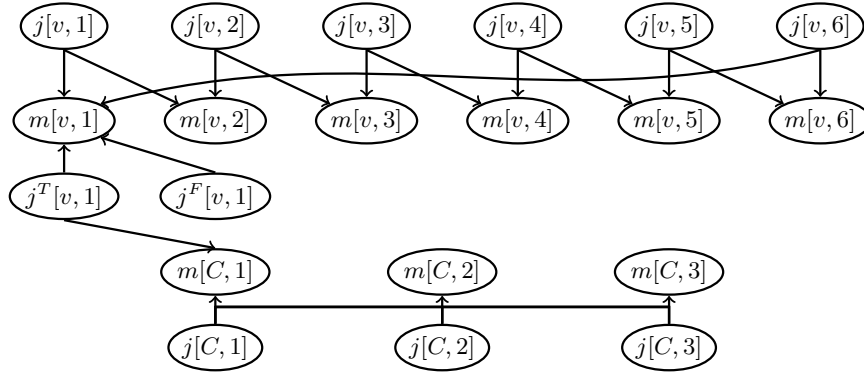 j[v, 1] j[v, 2] j[v, 3] j[v, 4] j[v, 5] j[v, 6]
m[v, 1] m[v, 2] m[v, 3] m[v, 4] m[v, 5] m[v, 6]
j^T[v, 1] j^F[v, 1]
m[C, 1] m[C, 2] m[C, 3]
j[C, 1] j[C, 2] j[C, 3]